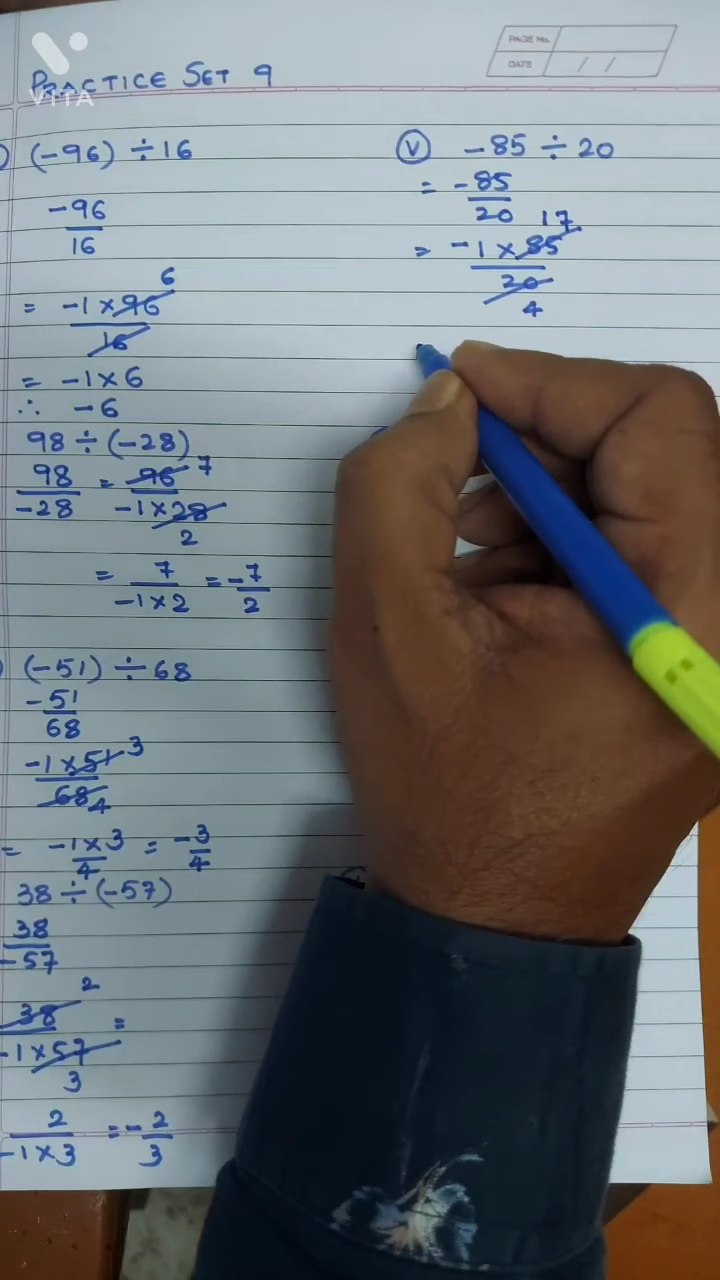 VITA
PAGE No.
DATE / /
PRACTICE SET 9
) (-96) ÷ 16
-96
16
= -1 × 96 6
16
= -1 × 6
∴ -6
98 ÷ (-28)
98 = 96 7
-28 -1 × 28
2
= 7 = -7
-1 × 2 2
) (-51) ÷ 68
-51
68
-1 × 51 3
68 4
= -1 × 3 = -3
4 4
38 ÷ (-57)
38
-57
38 2
=
-1 × 57
3
2 = -2
-1 × 3 3
(V) -85 ÷ 20
= -85
20
17
= -1 × 85
20
4